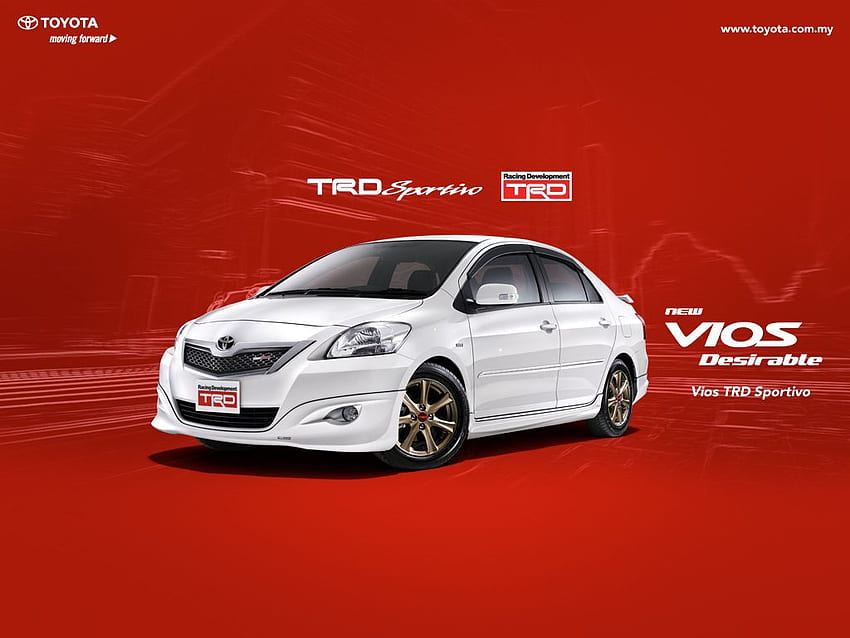 TOYOTA
moving forward
www.toyota.com.my
TRD Sportivo
Racing Development
TRD
new
VIOS
Desirable
Vios TRD Sportivo
Racing Development
TRD